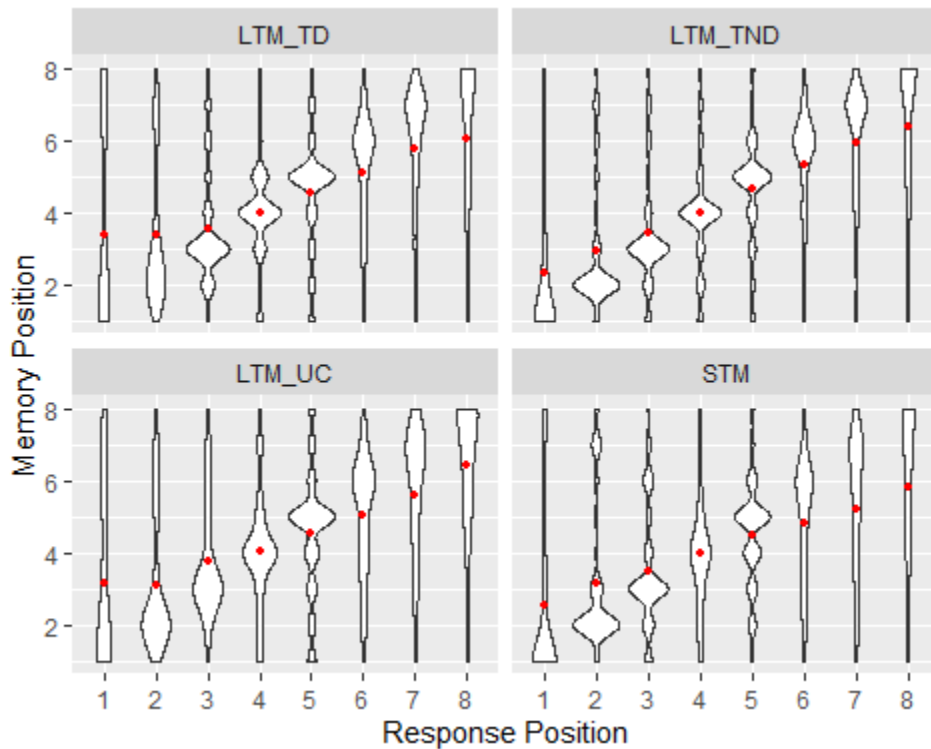 LTM_TD
LTM_TND
8
6
4
2
LTM_UC
STM
8
6
4
2
1 2 3 4 5 6 7 8
1 2 3 4 5 6 7 8
Memory Position
Response Position